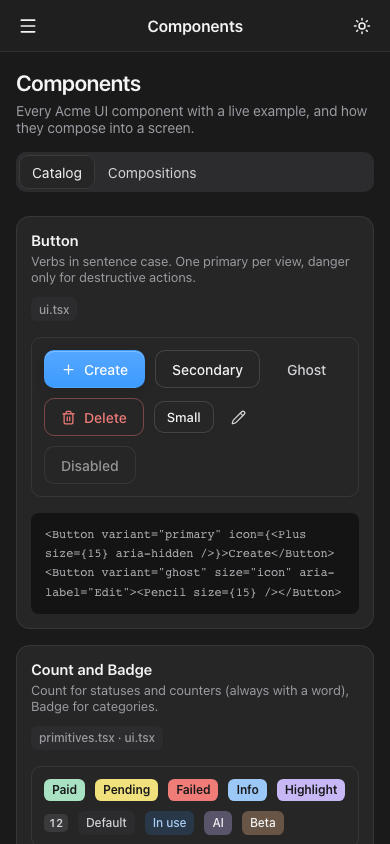 Components
Components
Every Acme UI component with a live example, and how
they compose into a screen.
Catalog
Compositions
Button
Verbs in sentence case. One primary per view, danger
only for destructive actions.
ui.tsx
Create
Secondary
Ghost
Delete
Small
Disabled
<Button variant="primary" icon={<Plus
size={15} aria-hidden />}>Create</Button>
<Button variant="ghost" size="icon" aria-
label="Edit"><Pencil size={15} /></Button>
Count and Badge
Count for statuses and counters (always with a word),
Badge for categories.
primitives.tsx · ui.tsx
Paid
Pending
Failed
Info
Highlight
12
Default
In use
AI
Beta